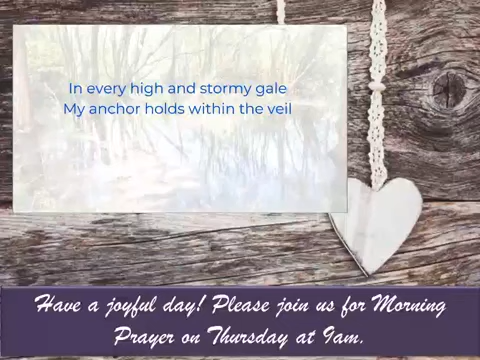 In every high and stormy gale
My anchor holds within the veil
Have a joyful day! Please join us for Morning
Prayer on Thursday at 9am.